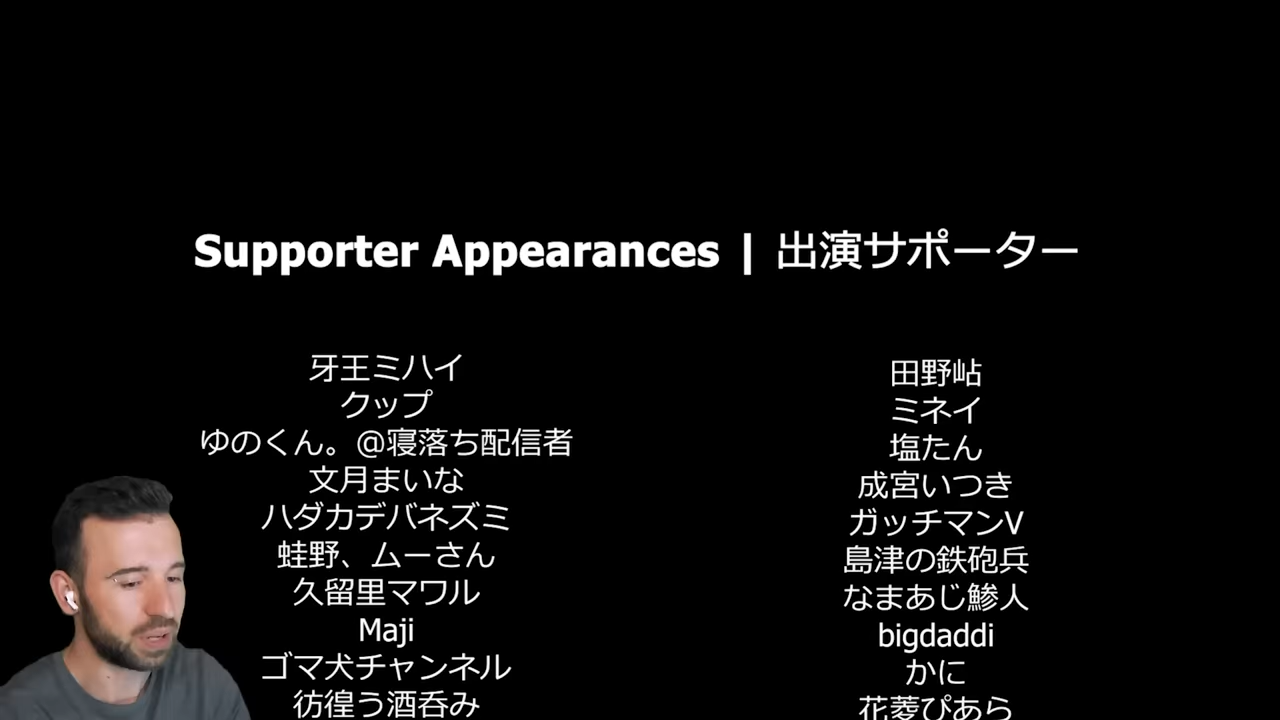 Supporter Appearances | 出演サポーター
牙王ミハイ
クップ
ゆのくん。@寝落ち配信者
文月まいな
ハダカデバネズミ
蛙野、ムーさん
久留里マワル
Maji
ゴマ犬チャンネル
彷徨う酒呑み
田野岾
ミネイ
塩たん
成宮いつき
ガッチマンV
島津の鉄砲兵
なまあじ鯵人
bigdaddi
かに
花菱ぴあら